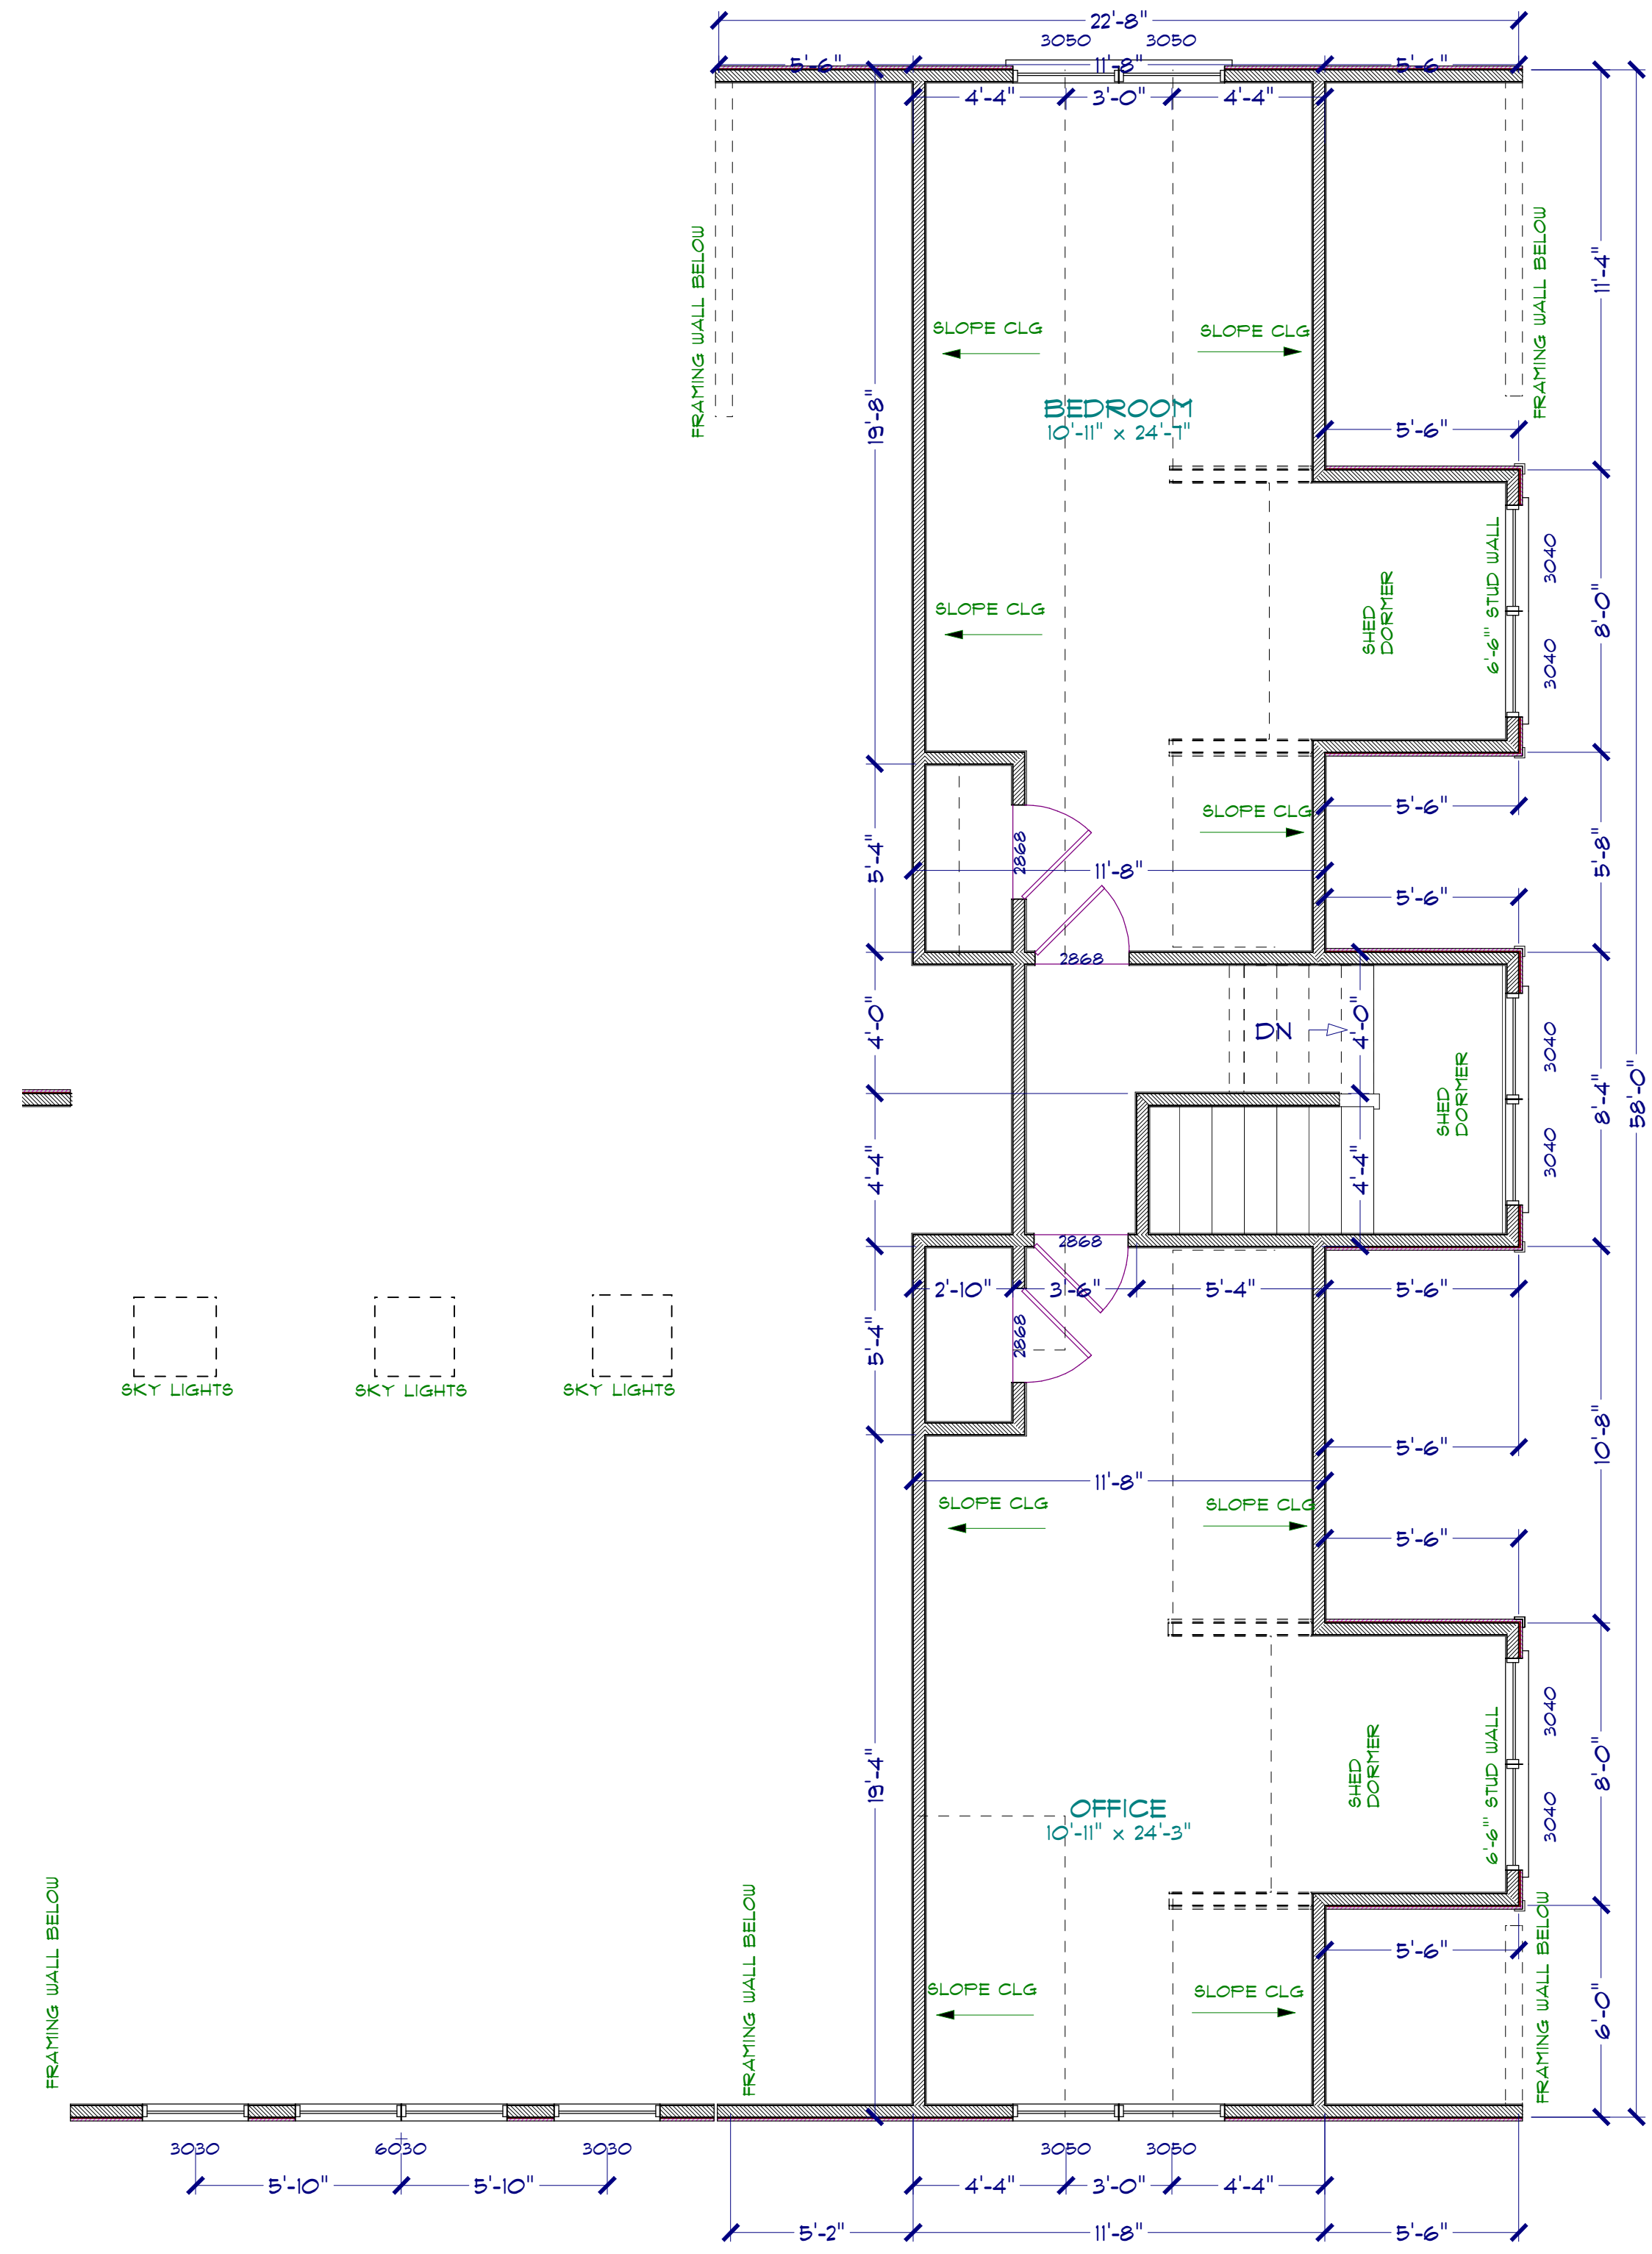 22'-8"
3050 3050
5'-6" 11'-8" 5'-6"
4'-4" 3'-0" 4'-4"
FRAMING WALL BELOW
FRAMING WALL BELOW
11'-4"
SLOPE CLG
SLOPE CLG
19'-8"
BEDROOM
10'-11" x 24'-7"
5'-6"
3040
6'-6"" STUD WALL
SHED
DORMER
8'-0"
SLOPE CLG
3040
5'-6"
SLOPE CLG
2868
5'-4"
11'-8"
5'-8"
5'-6"
2868
4'-0"
DN
4'-0"
3040
SHED
DORMER
8'-4"
58'-0"
4'-4"
4'-4"
3040
2868
2'-10" 3'-6" 5'-4" 5'-6"
5'-4"
2868
SKY LIGHTS
SKY LIGHTS
SKY LIGHTS
10'-8"
5'-6"
11'-8"
SLOPE CLG
SLOPE CLG
5'-6"
3040
19'-4"
SHED
DORMER
6'-6"" STUD WALL
8'-0"
OFFICE
10'-11" x 24'-3"
3040
FRAMING WALL BELOW
FRAMING WALL BELOW
FRAMING WALL BELOW
5'-6"
SLOPE CLG
SLOPE CLG
6'-0"
3030 6030 3030 3050 3050
5'-10" 5'-10" 4'-4" 3'-0" 4'-4"
5'-2" 11'-8" 5'-6"